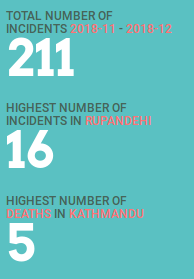 TOTAL NUMBER OF
INCIDENTS 2018-11 - 2018-12
211
HIGHEST NUMBER OF
INCIDENTS IN RUPANDEHI
16
HIGHEST NUMBER OF
DEATHS IN KATHMANDU
5